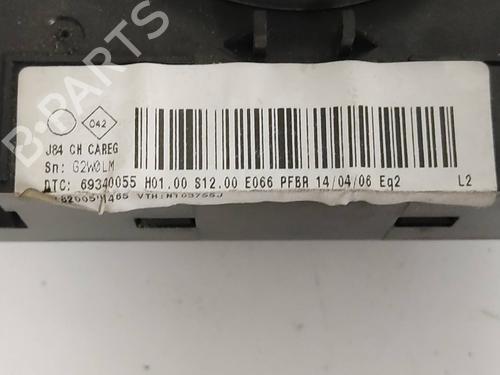 B-PARTS
042
J84 CH CAREG
Sn: G2W0LM
DTC: 69340055 H01.00 S12.00 E066 PFBA 14/04/06 Eq2 L2